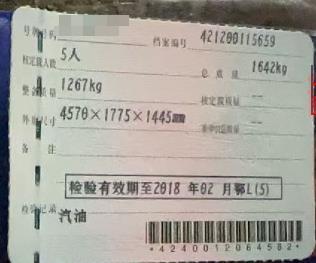 号牌号码 档案编号 421200115659
核定载人数 5人 总质量 1642kg
整备质量 1267kg 核定载质量 --
外廓尺寸 4570×1775×1445mm 准牵引总质量 --
备注
检验有效期至2018 年02 月鄂L(5)
检验记录 汽油
*4240012064582*